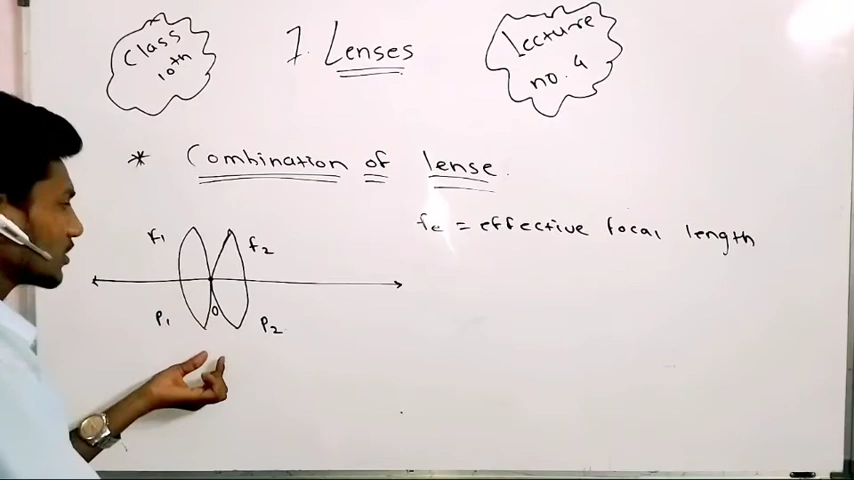 Class
10th
7. Lenses
Lecture
no. 4
* Combination of lense.
fe = effective focal length
f1
f2
O
P1
P2